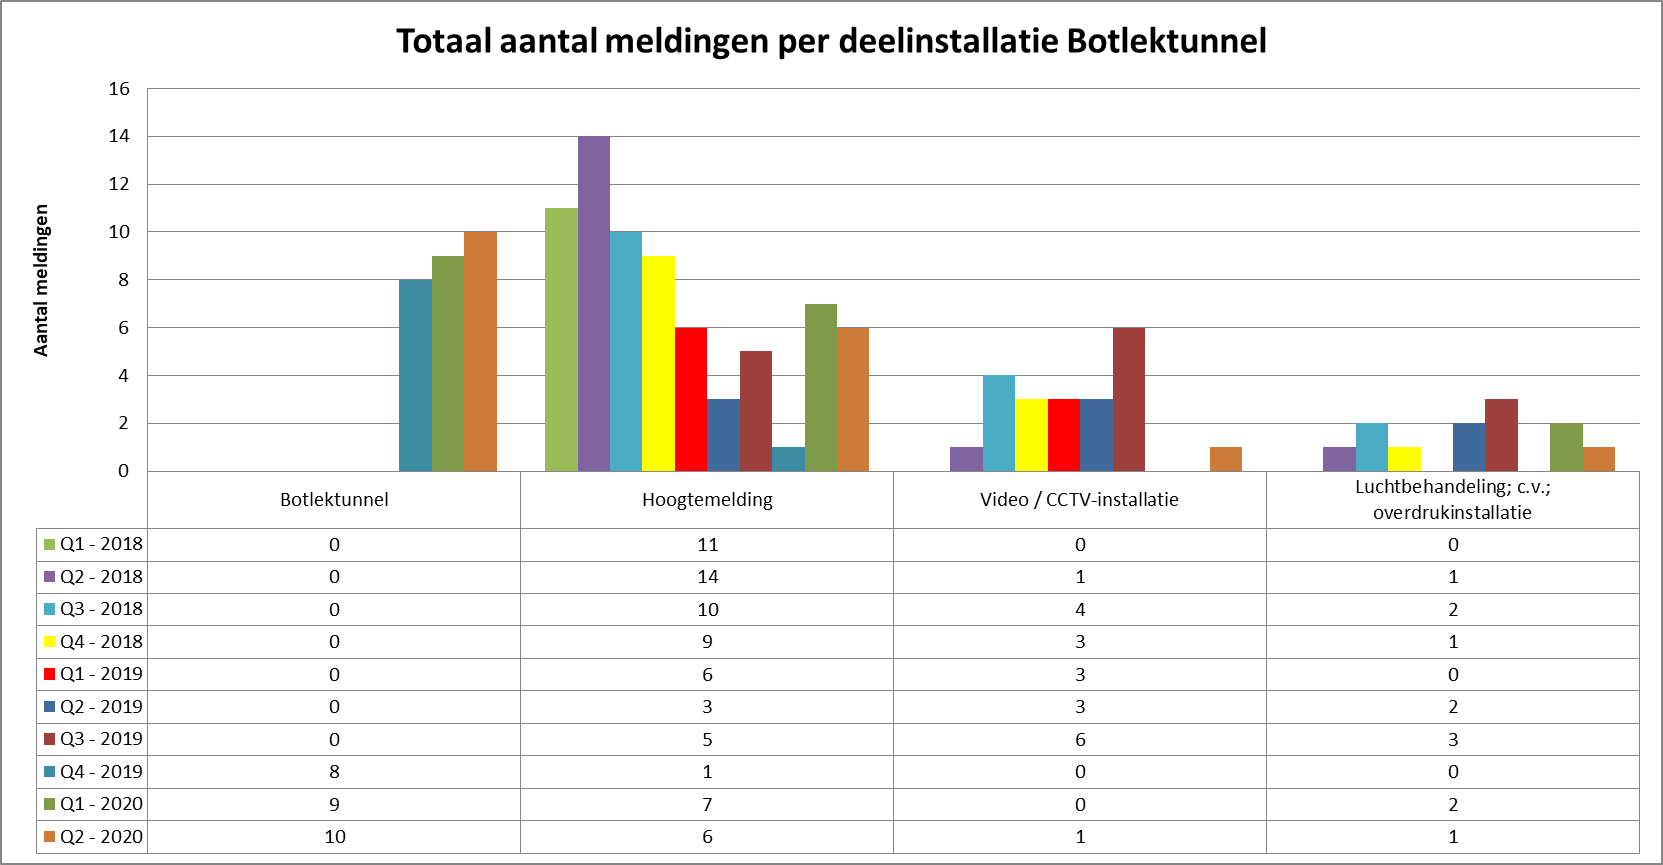 Totaal aantal meldingen per deelinstallatie Botlektunnel
Aantal meldingen
16
14
12
10
8
6
4
2
0
Botlektunnel Hoogtemelding Video / CCTV-installatie Luchtbehandeling; c.v.;
overdrukinstallatie
Q1 - 2018 0 11 0 0
Q2 - 2018 0 14 1 1
Q3 - 2018 0 10 4 2
Q4 - 2018 0 9 3 1
Q1 - 2019 0 6 3 0
Q2 - 2019 0 3 3 2
Q3 - 2019 0 5 6 3
Q4 - 2019 8 1 0 0
Q1 - 2020 9 7 0 2
Q2 - 2020 10 6 1 1